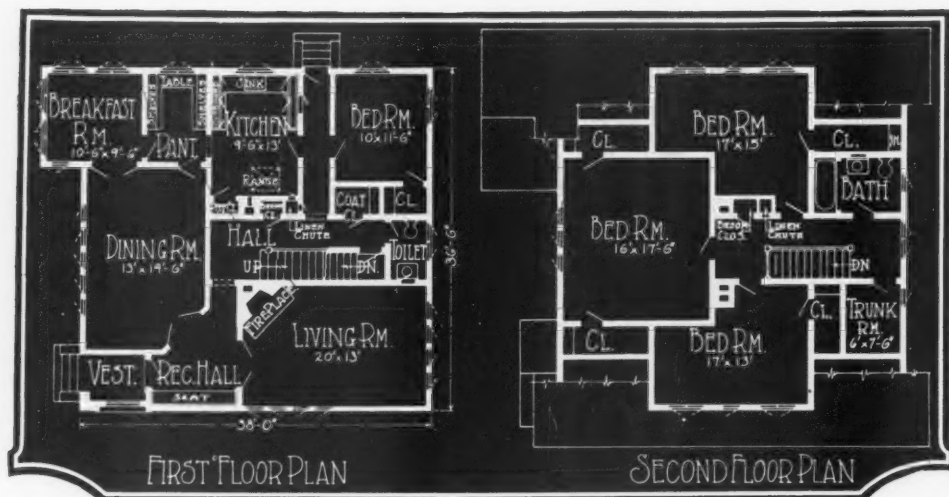 BREAKFAST
RM.
10'-6"x9'-6"
TABLE
SHELVES
SHELVES
PANT.
SINK
KITCHEN
9'-6"x13'
RANGE
BED RM.
10'x11'-6"
COAT
CL.
CL.
LINEN
CHUTE
HALL
TOILET
DINING RM.
13'x14'-6"
UP
DN.
FIREPLACE
LIVING RM.
20'x13'
VEST.
REC. HALL
SEAT
36'-6"
38'-0"
FIRST FLOOR PLAN
BED RM.
17'x15'
CL.
CL.
BATH
BED RM.
16'x17'-6"
BROOM
CLOS.
LINEN
CHUTE
DN.
CL.
CL.
TRUNK
RM.
6'x7'-6"
BED RM.
17'x13'
SECOND FLOOR PLAN